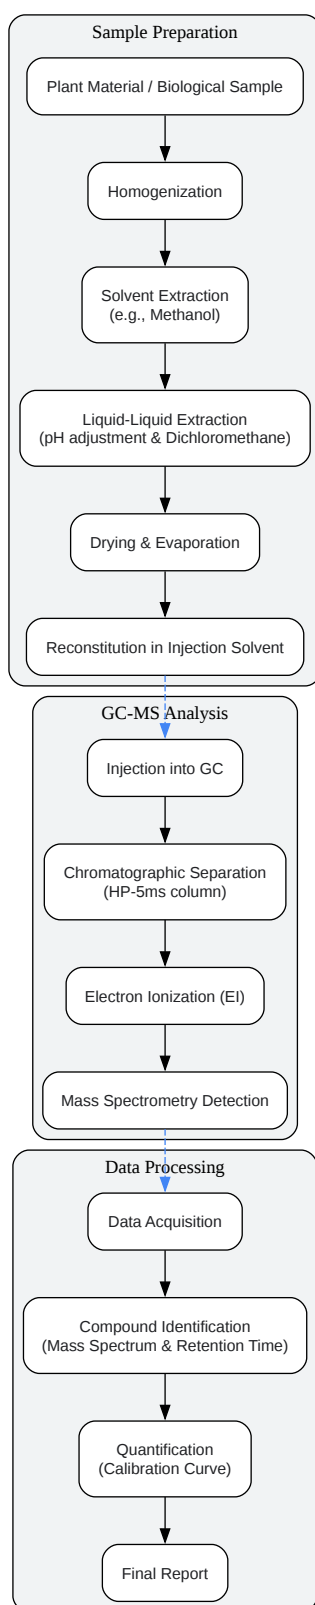 Sample Preparation
Plant Material / Biological Sample
Homogenization
Solvent Extraction
(e.g., Methanol)
Liquid-Liquid Extraction
(pH adjustment & Dichloromethane)
Drying & Evaporation
Reconstitution in Injection Solvent
GC-MS Analysis
Injection into GC
Chromatographic Separation
(HP-5ms column)
Electron Ionization (EI)
Mass Spectrometry Detection
Data Processing
Data Acquisition
Compound Identification
(Mass Spectrum & Retention Time)
Quantification
(Calibration Curve)
Final Report